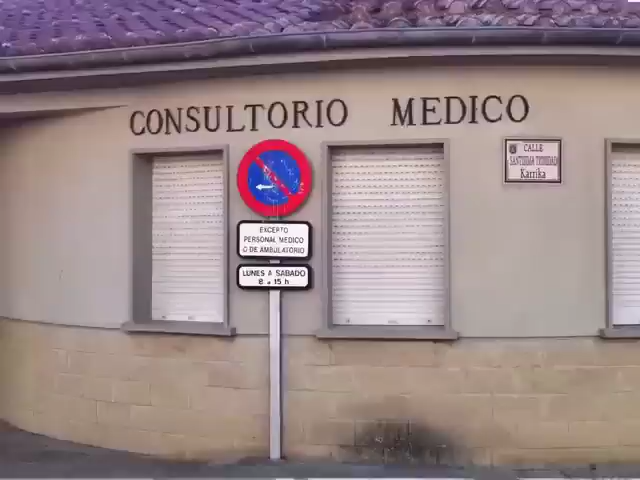 CONSULTORIO MEDICO
CALLE
SANTISIMA TRINIDAD
Karrika
EXCEPTO
PERSONAL MEDICO
O DE AMBULATORIO
LUNES A SABADO
8 a 15 h